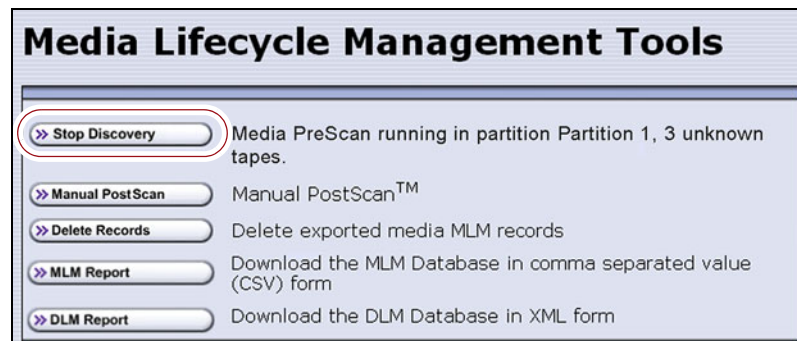 Media Lifecycle Management Tools
>> Stop Discovery
Media PreScan running in partition Partition 1, 3 unknown
tapes.
>> Manual PostScan
Manual PostScan™
>> Delete Records
Delete exported media MLM records
>> MLM Report
Download the MLM Database in comma separated value
(CSV) form
>> DLM Report
Download the DLM Database in XML form